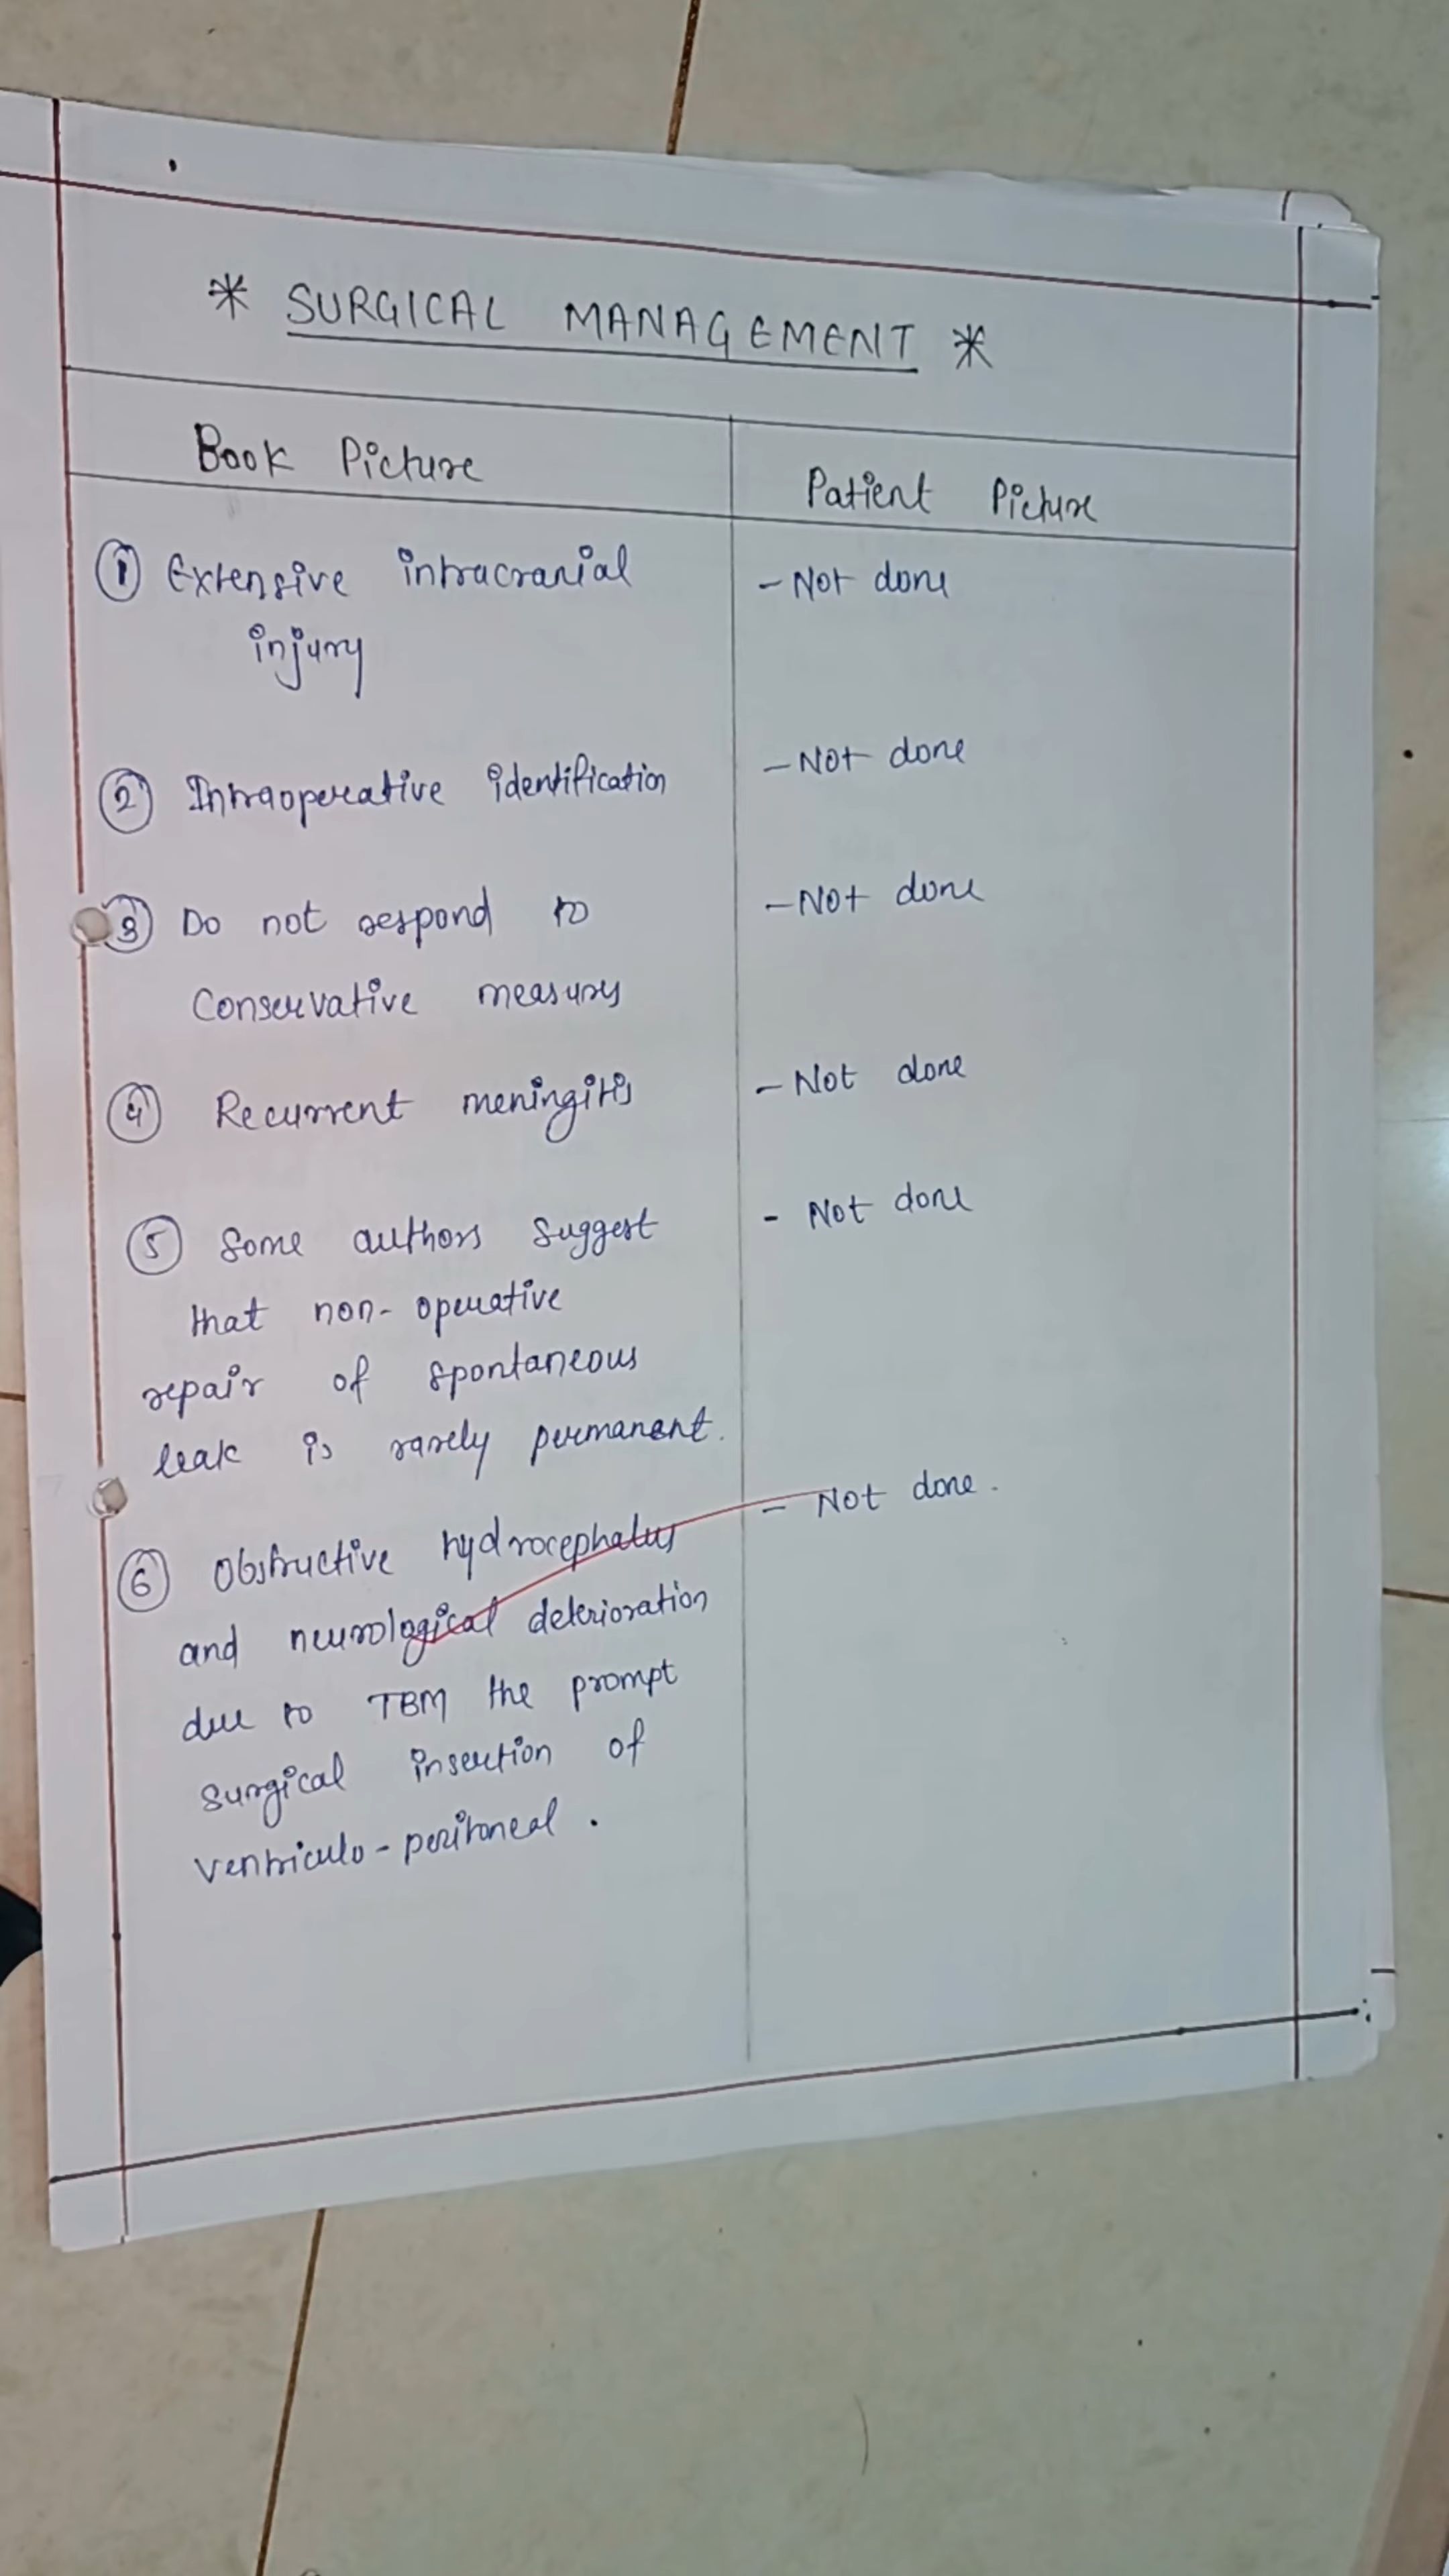 * SURGICAL MANAGEMENT *
Book Picture
Patient Picture
① Extensive intracranial
injury
- Not done
② Intraoperative identification
- Not done
③ Do not respond to
Conservative measures
- Not done
④ Recurrent meningitis
- Not done
⑤ Some authors suggest
that non-operative
repair of spontaneous
leak is rarely permanent.
- Not done
⑥ Obstructive hydrocephalus
and neurological deterioration
due to TBM the prompt
surgical insertion of
ventriculo-peritoneal.
- Not done.